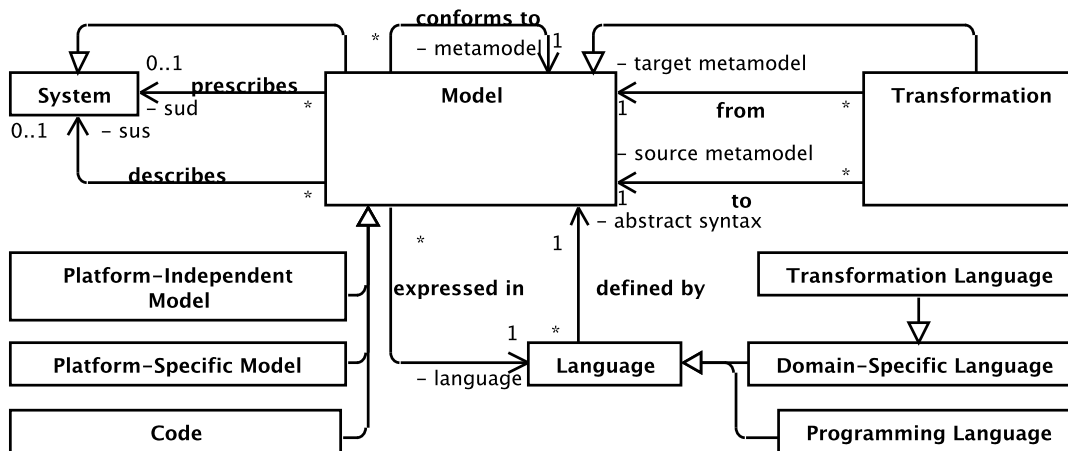 conforms to
*
– metamodel
1
0..1
– target metamodel
System
prescribes
Model
Transformation
*
– sud
1
from
*
0..1
– sus
– source metamodel
describes
*
*
1
to
– abstract syntax
*
1
Platform–Independent
Model
Transformation Language
expressed in
defined by
1
*
Platform–Specific Model
Language
Domain–Specific Language
– language
Code
Programming Language